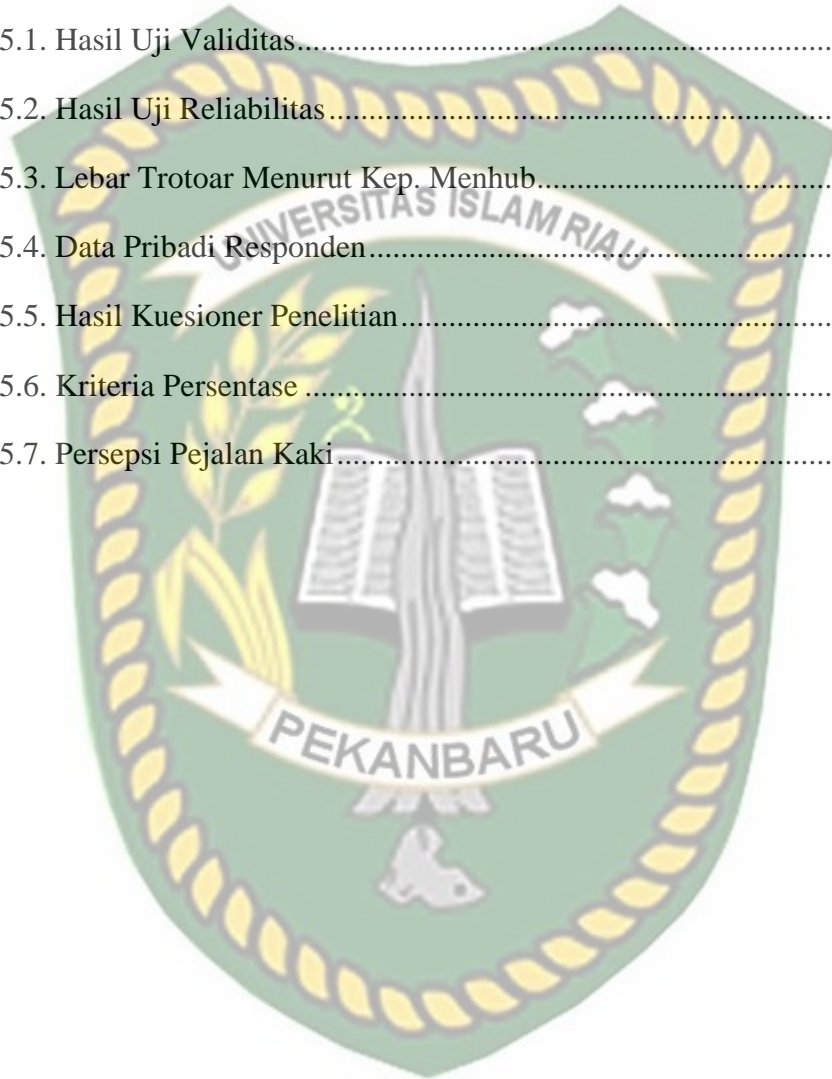 5.1. Hasil Uji Validitas........................................................................
5.2. Hasil Uji Reliabilitas....................................................................
5.3. Lebar Trotoar Menurut Kep. Menhub........................................
UNIVERSITAS ISLAM RIAU
5.4. Data Pribadi Responden..............................................................
5.5. Hasil Kuesioner Penelitian..........................................................
5.6. Kriteria Persentase ......................................................................
5.7. Persepsi Pejalan Kaki..................................................................
PEKANBARU